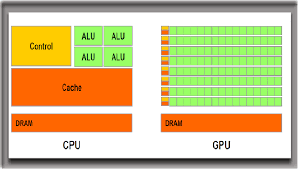 Control
ALU ALU
ALU ALU
Cache
DRAM
CPU
DRAM
GPU